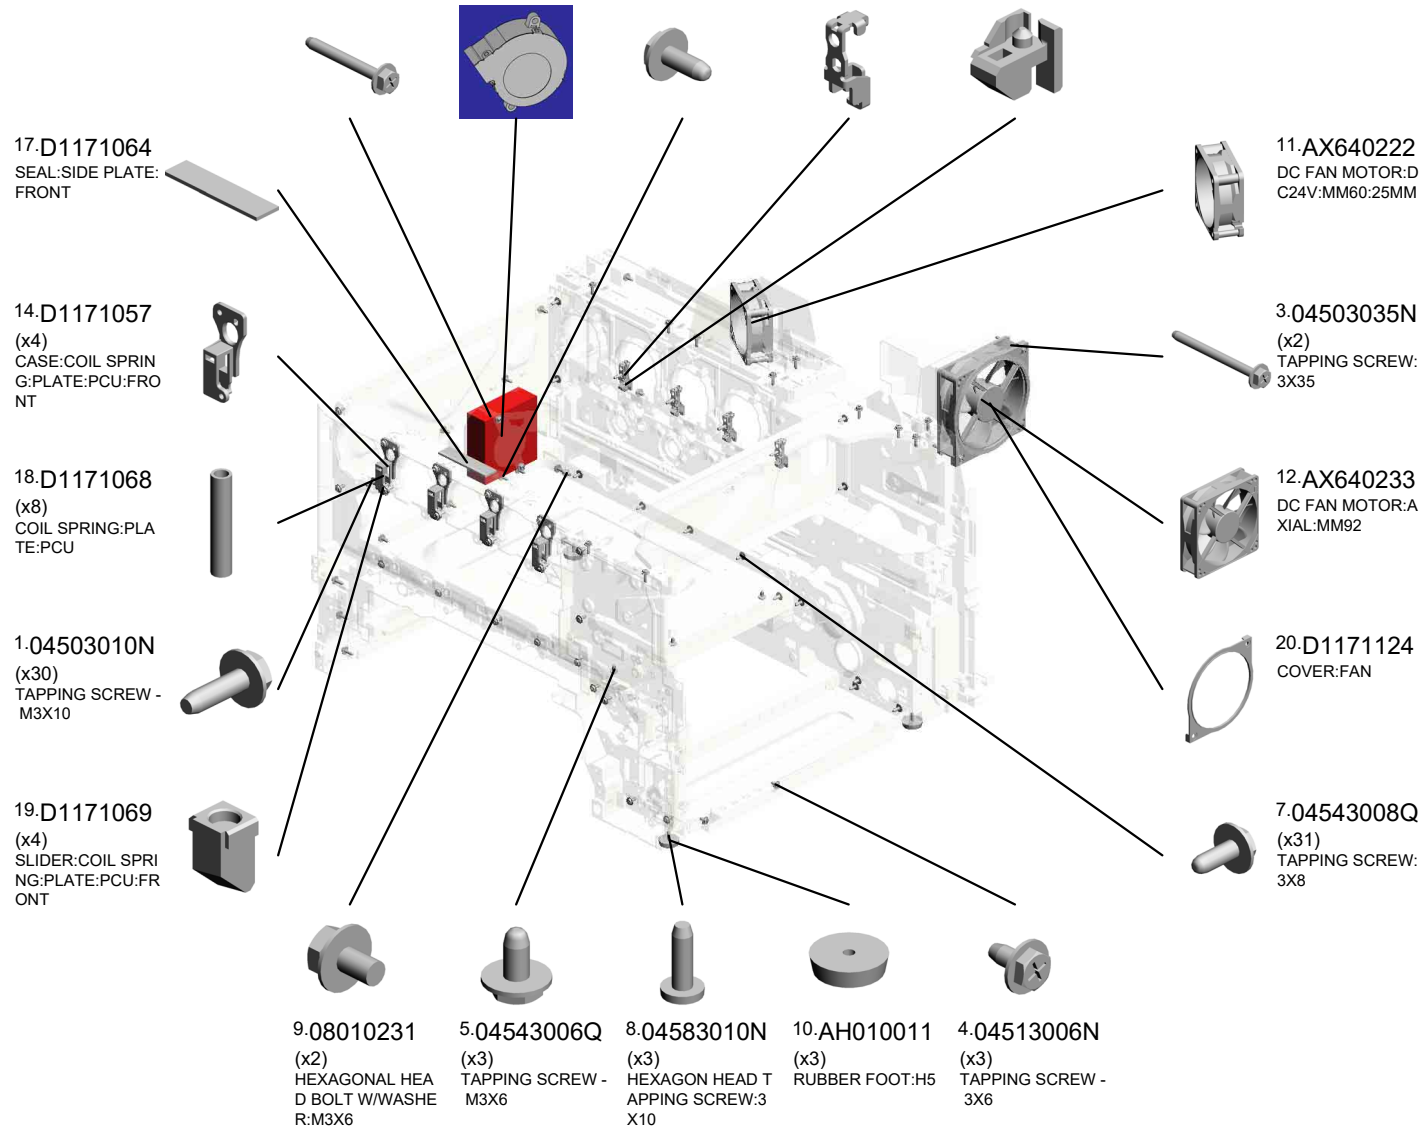 17.D1171064
SEAL:SIDE PLATE:
FRONT
14.D1171057
(x4)
CASE:COIL SPRIN
G:PLATE:PCU:FRO
NT
18.D1171068
(x8)
COIL SPRING:PLA
TE:PCU
1.04503010N
(x30)
TAPPING SCREW -
M3X10
19.D1171069
(x4)
SLIDER:COIL SPRI
NG:PLATE:PCU:FR
ONT
11.AX640222
DC FAN MOTOR:D
C24V:MM60:25MM
3.04503035N
(x2)
TAPPING SCREW:
3X35
12.AX640233
DC FAN MOTOR:A
XIAL:MM92
20.D1171124
COVER:FAN
7.04543008Q
(x31)
TAPPING SCREW:
3X8
9.08010231
(x2)
HEXAGONAL HEA
D BOLT W/WASHE
R:M3X6
5.04543006Q
(x3)
TAPPING SCREW -
M3X6
8.04583010N
(x3)
HEXAGON HEAD T
APPING SCREW:3
X10
10.AH010011
(x3)
RUBBER FOOT:H5
4.04513006N
(x3)
TAPPING SCREW -
3X6